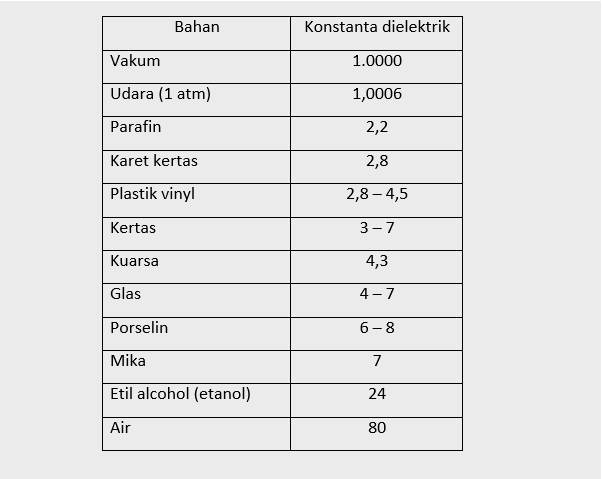 Bahan Konstanta dielektrik
Vakum 1.0000
Udara (1 atm) 1,0006
Parafin 2,2
Karet kertas 2,8
Plastik vinyl 2,8 – 4,5
Kertas 3 – 7
Kuarsa 4,3
Glas 4 – 7
Porselin 6 – 8
Mika 7
Etil alcohol (etanol) 24
Air 80